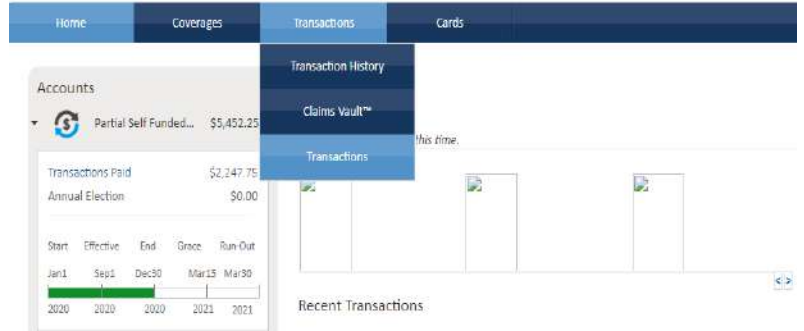 Home Coverages Transactions Cards
Transaction History
Claims Vault™
Transactions
Accounts
Partial Self Funded... $5,452.25
this time.
Transactions Paid $2,247.75
Annual Election $0.00
Start Effective End Grace Run-Out
Jan1 Sep1 Dec30 Mar15 Mar30
2020 2020 2020 2021 2021
Recent Transactions